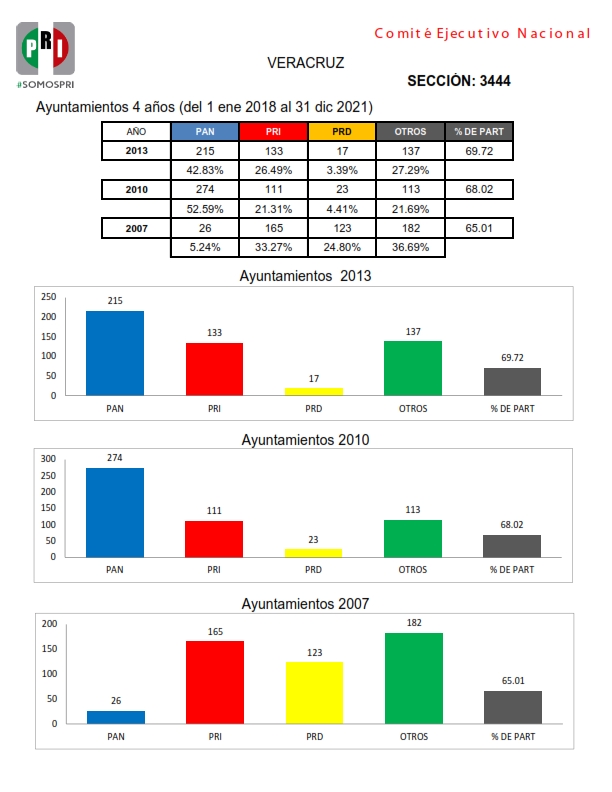 Comité Ejecutivo Nacional
PRI
#SOMOSPRI
VERACRUZ
SECCIÓN: 3444
Ayuntamientos 4 años (del 1 ene 2018 al 31 dic 2021)
AÑO PAN PRI PRD OTROS % DE PART
2013 215 133 17 137 69.72
42.83% 26.49% 3.39% 27.29%
2010 274 111 23 113 68.02
52.59% 21.31% 4.41% 21.69%
2007 26 165 123 182 65.01
5.24% 33.27% 24.80% 36.69%
Ayuntamientos 2013
250
200
150
100
50
0
215
133
17
137
69.72
PAN PRI PRD OTROS % DE PART
Ayuntamientos 2010
300
250
200
150
100
50
0
274
111
23
113
68.02
PAN PRI PRD OTROS % DE PART
Ayuntamientos 2007
200
150
100
50
0
26
165
123
182
65.01
PAN PRI PRD OTROS % DE PART